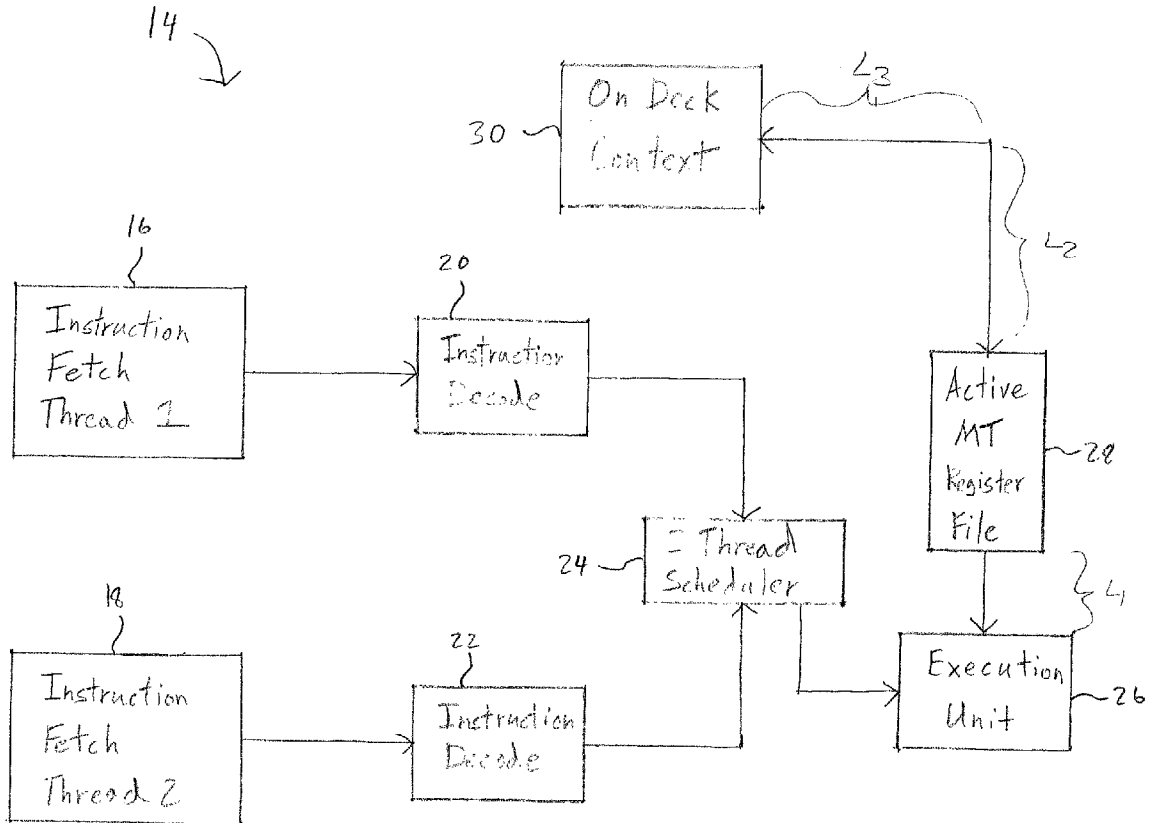 14
On Deck
Context
30
L3
L2
16
Instruction
Fetch
Thread 1
20
Instruction
Decode
Active
MT
Register
File
28
24
Thread
Scheduler
L1
18
Instruction
Fetch
Thread 2
22
Instruction
Decode
Execution
Unit
26